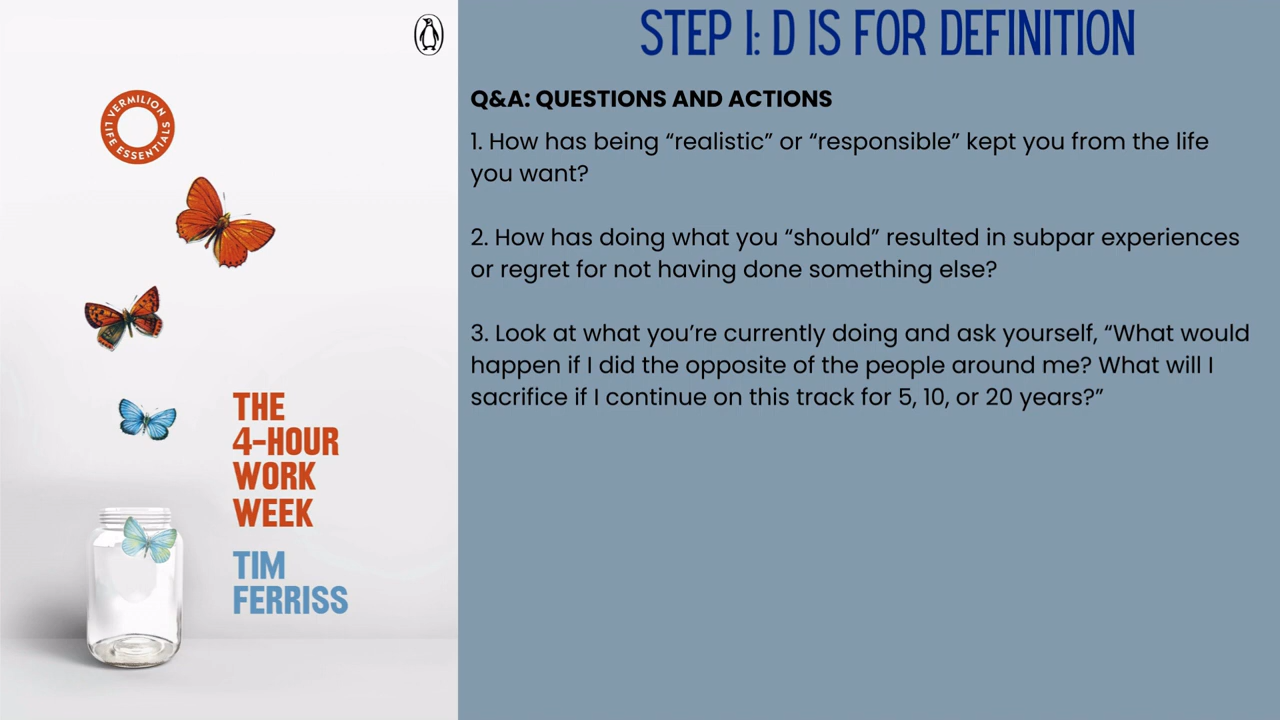 VERMILION
LIFE ESSENTIALS
THE
4-HOUR
WORK
WEEK
TIM
FERRISS
STEP 1: D IS FOR DEFINITION
Q&A: QUESTIONS AND ACTIONS
1. How has being “realistic” or “responsible” kept you from the life
you want?
2. How has doing what you “should” resulted in subpar experiences
or regret for not having done something else?
3. Look at what you’re currently doing and ask yourself, “What would
happen if I did the opposite of the people around me? What will I
sacrifice if I continue on this track for 5, 10, or 20 years?”